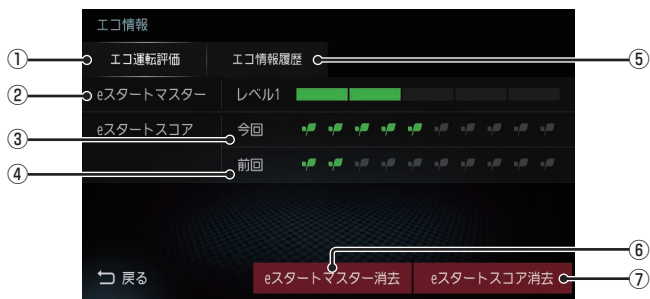 エコ情報
① エコ運転評価 エコ情報履歴 ⑤
② eスタートマスター レベル1
eスタートスコア 今回
③
前回
④
⑥
戻る eスタートマスター消去 eスタートスコア消去 ⑦